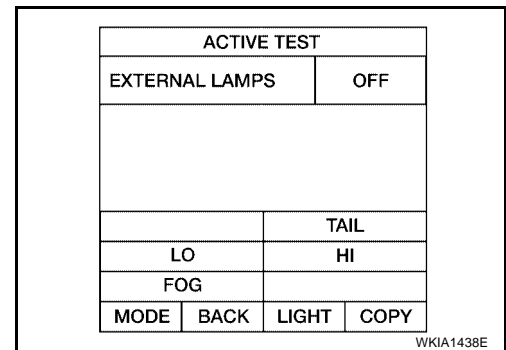 ACTIVE TEST
EXTERNAL LAMPS OFF
TAIL
LO HI
FOG
MODE BACK LIGHT COPY
WKIA1438E